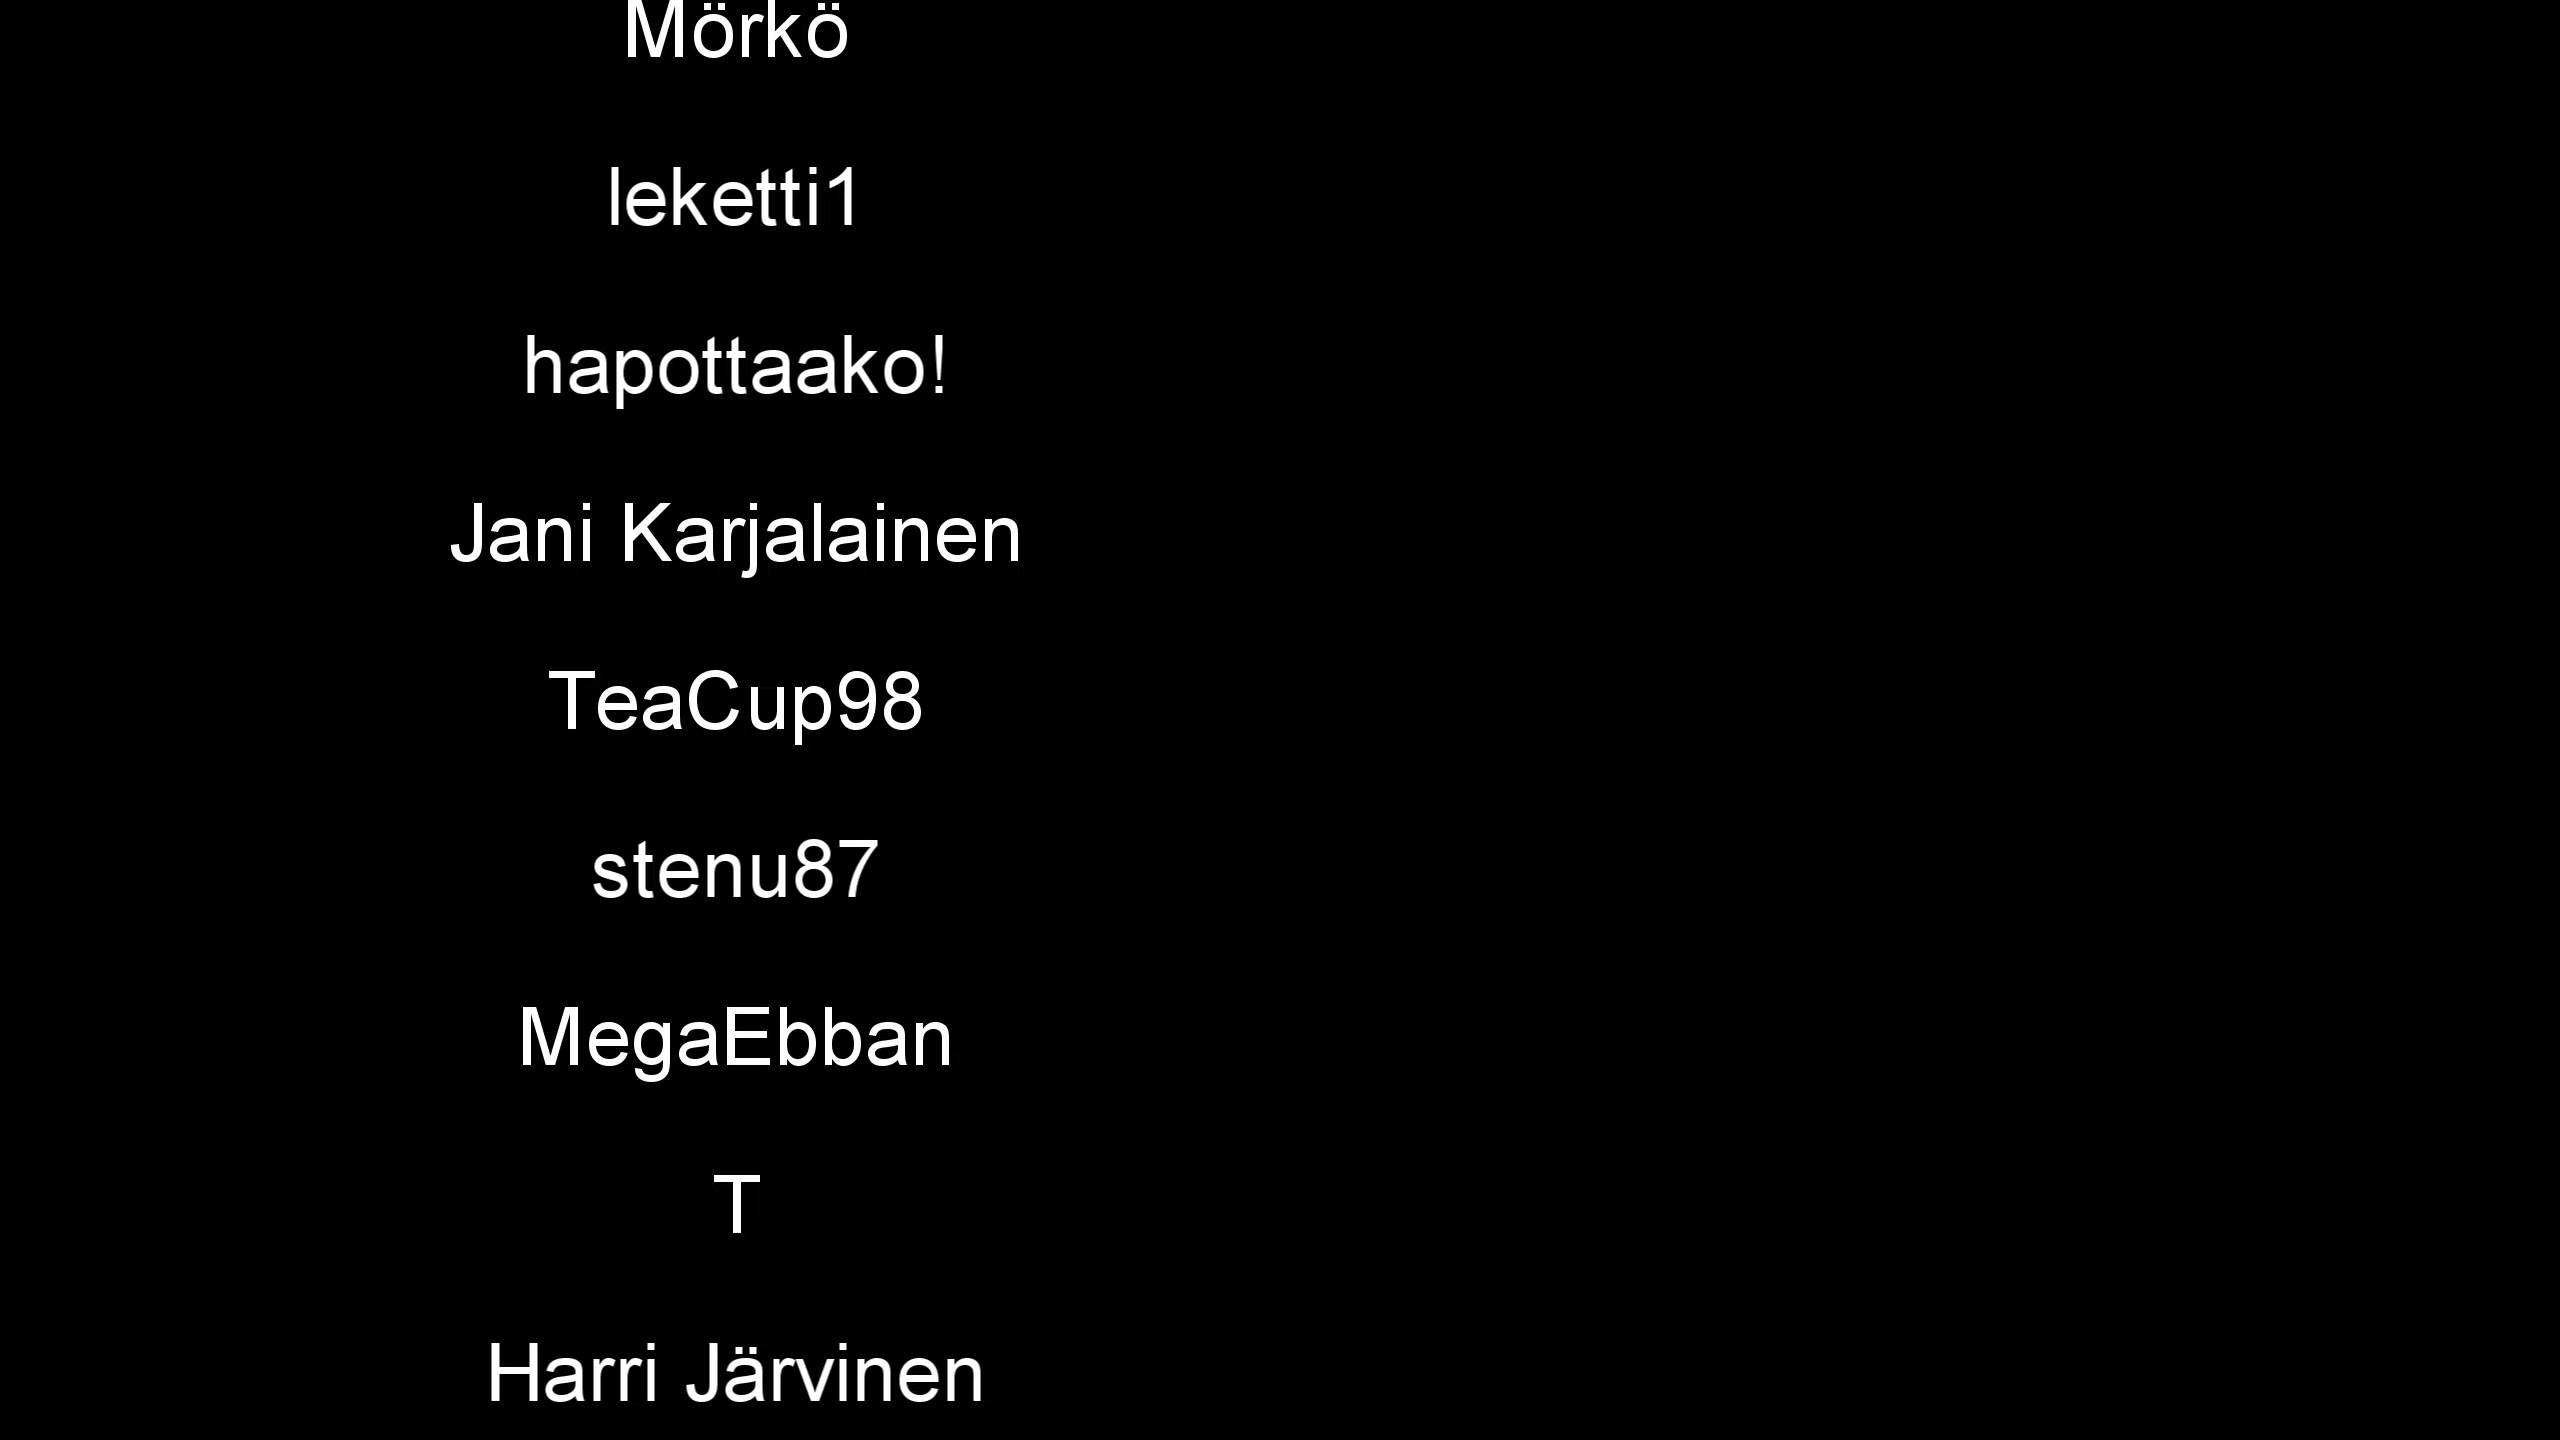 Mörkö
leketti1
hapottaako!
Jani Karjalainen
TeaCup98
stenu87
MegaEbban
T
Harri Järvinen